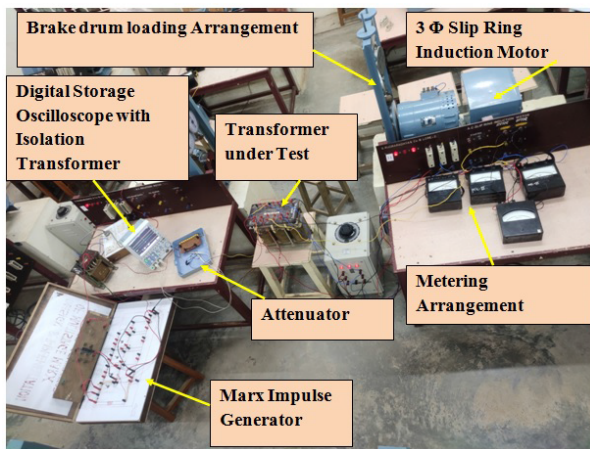 Brake drum loading Arrangement
3 Φ Slip Ring
Induction Motor
Digital Storage
Oscilloscope with
Isolation
Transformer
Transformer
under Test
Attenuator
Metering
Arrangement
Marx Impulse
Generator